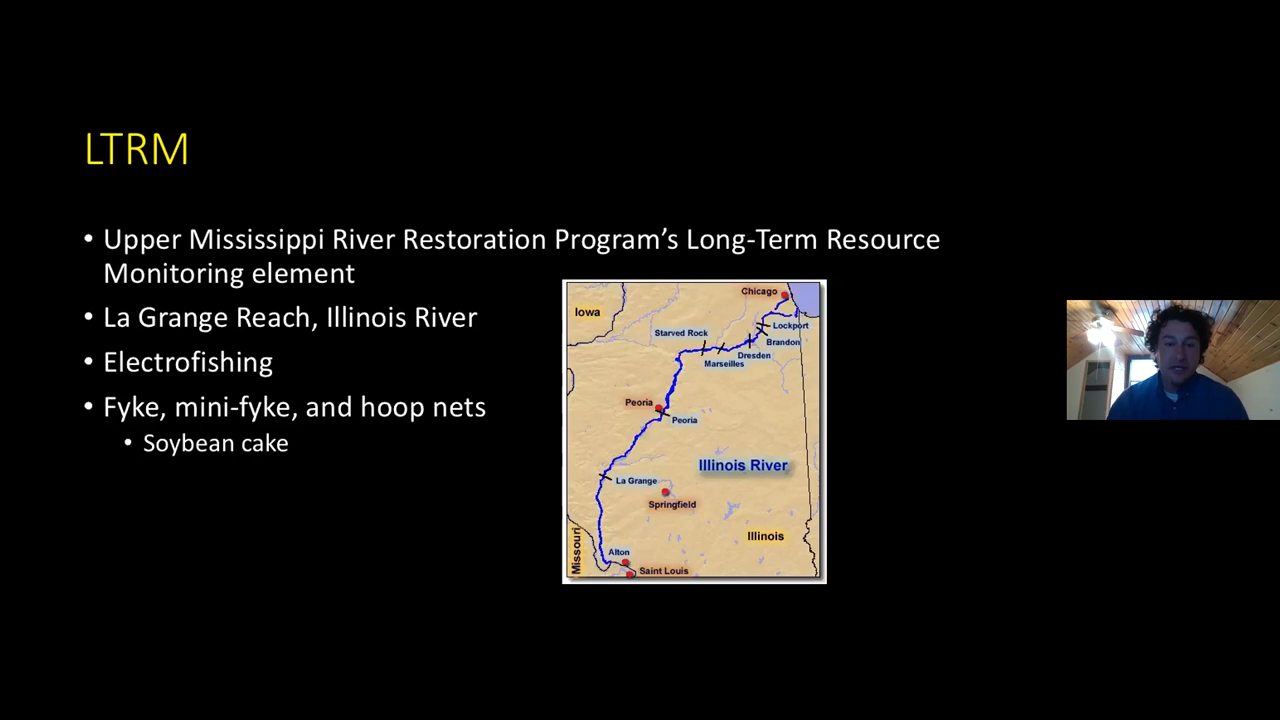 LTRM
• Upper Mississippi River Restoration Program’s Long-Term Resource
Monitoring element
• La Grange Reach, Illinois River
• Electrofishing
• Fyke, mini-fyke, and hoop nets
• Soybean cake
Chicago
Iowa
Lockport
Starved Rock
Brandon
Dresden
Marseilles
Peoria
Peoria
Illinois River
La Grange
Springfield
Illinois
Missouri
Alton
Saint Louis